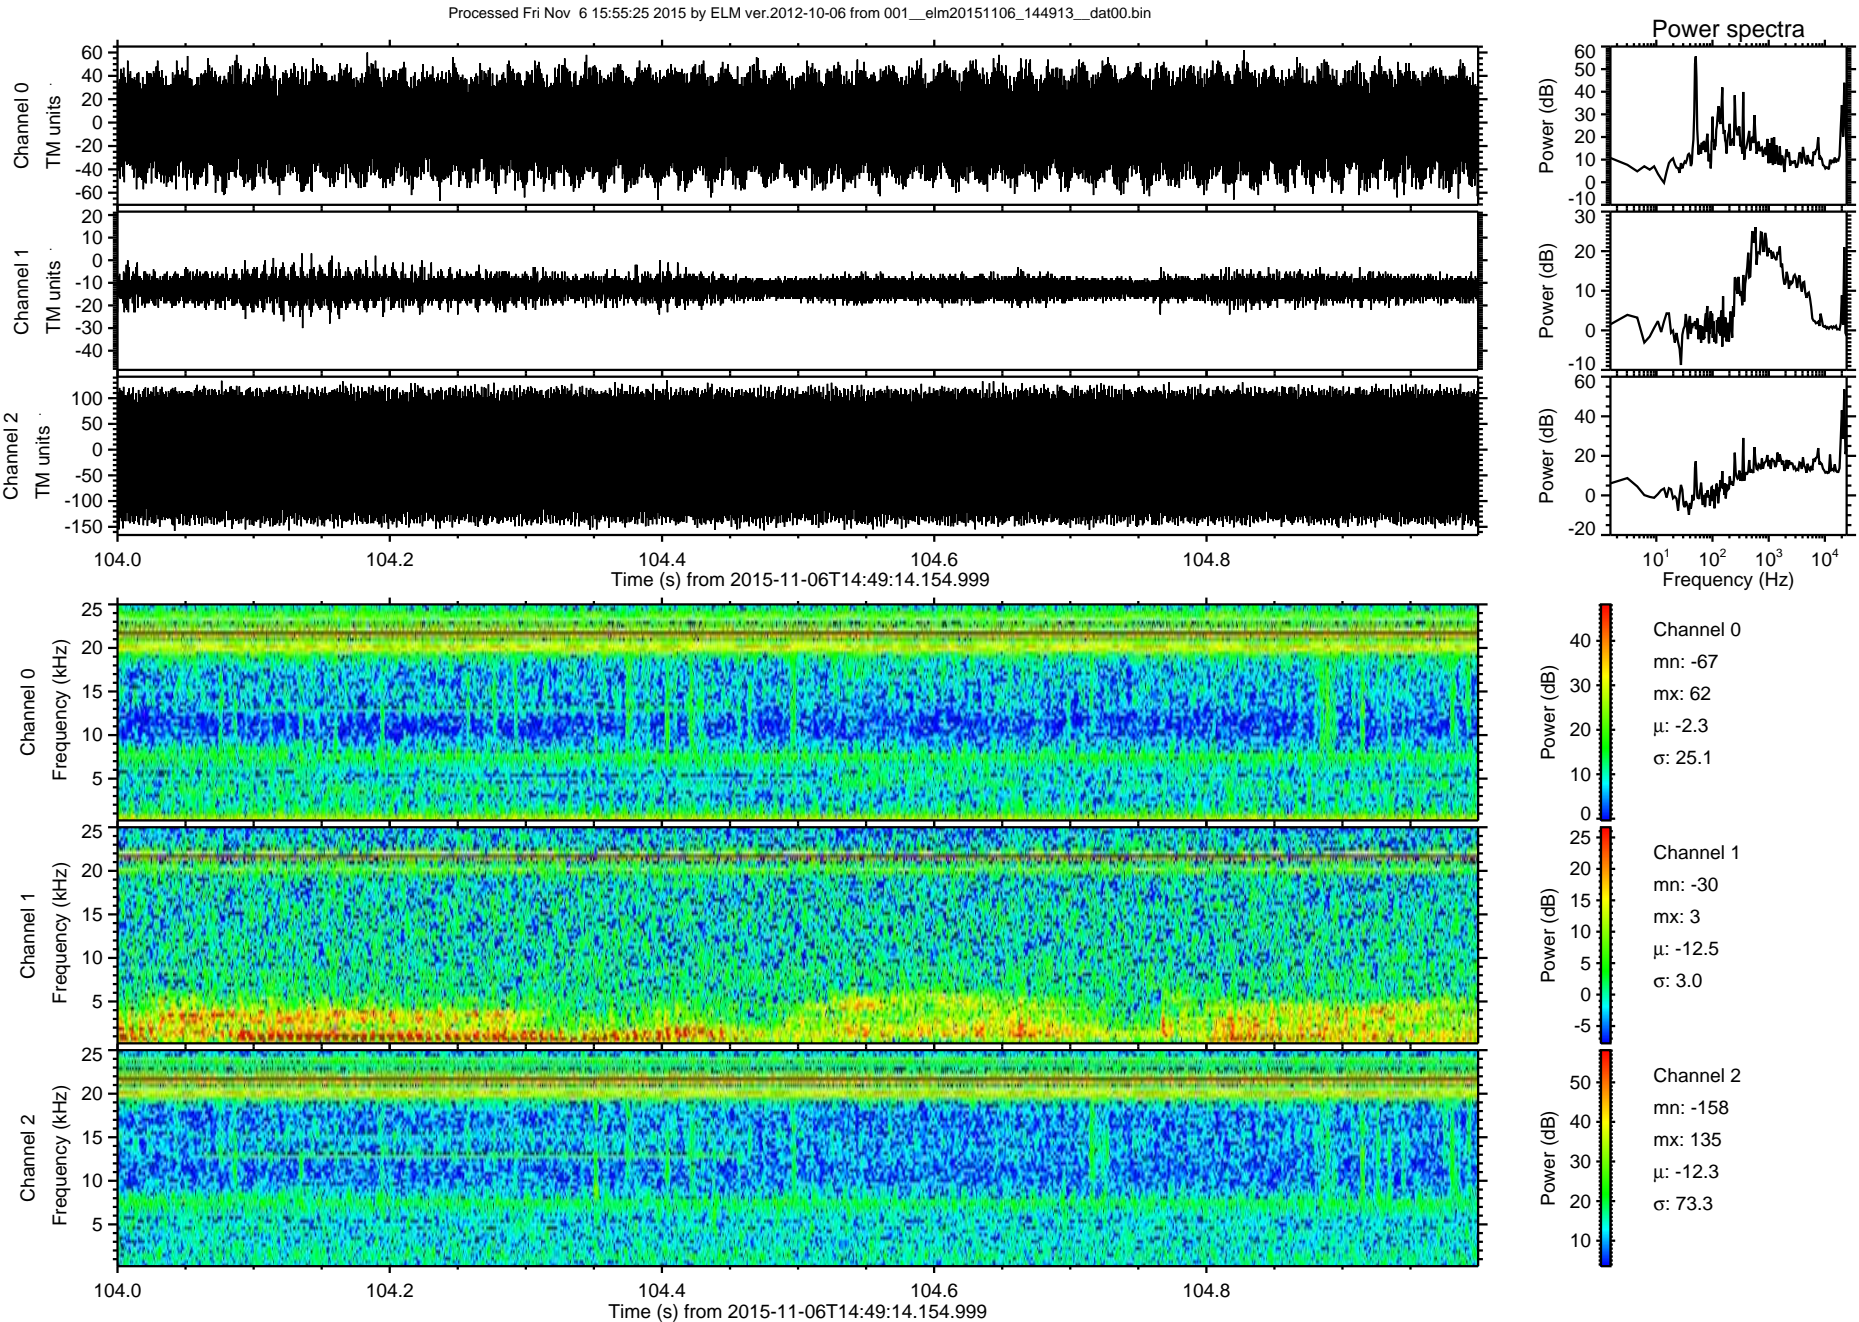 Processed Fri Nov  6 15:55:25 2015 by ELM ver.2012-10-06 from 001__elm20151106_144913__dat00.bin
Power spectra
Channel 0
TM units
60
40
20
0
-20
-40
-60
Power (dB)
60
50
40
30
20
10
0
-10
Channel 1
TM units
20
10
0
-10
-20
-30
-40
Power (dB)
30
20
10
0
-10
Channel 2
TM units
100
50
0
-50
-100
-150
Power (dB)
60
40
20
0
-20
104.0 104.2 104.4 104.6 104.8
Time (s) from 2015-11-06T14:49:14.154.999
10^1 10^2 10^3 10^4
Frequency (Hz)
Channel 0
Frequency (kHz)
25
20
15
10
5
Power (dB)
40
30
20
10
0
Channel 0
mn: -67
mx: 62
μ: -2.3
σ: 25.1
Channel 1
Frequency (kHz)
25
20
15
10
5
Power (dB)
25
20
15
10
5
0
-5
Channel 1
mn: -30
mx: 3
μ: -12.5
σ: 3.0
Channel 2
Frequency (kHz)
25
20
15
10
5
Power (dB)
50
40
30
20
10
Channel 2
mn: -158
mx: 135
μ: -12.3
σ: 73.3
104.0 104.2 104.4 104.6 104.8
Time (s) from 2015-11-06T14:49:14.154.999